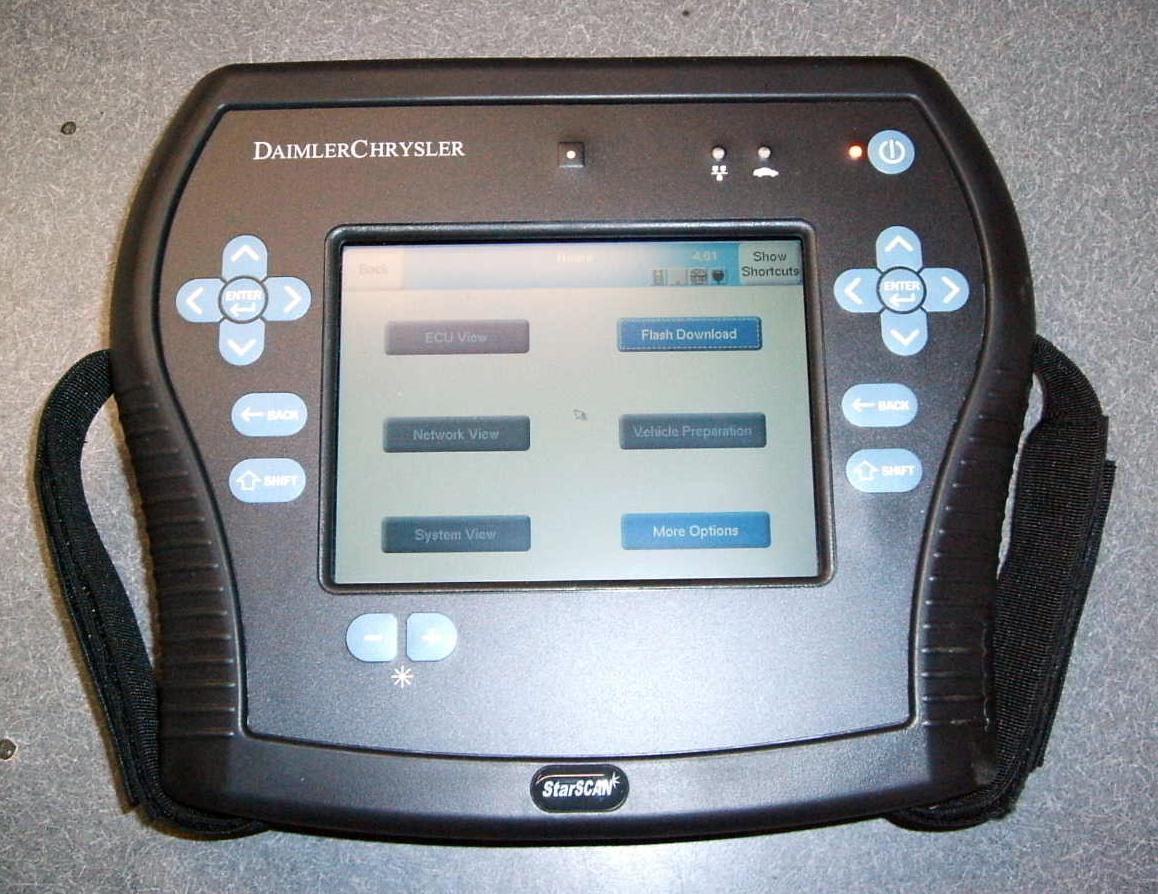 DAIMLERCHRYSLER
Back
Home
4.01
Show
Shortcuts
ECU View
Flash Download
Network View
Vehicle Preparation
System View
More Options
ENTER
BACK
SHIFT
ENTER
BACK
SHIFT
StarSCAN